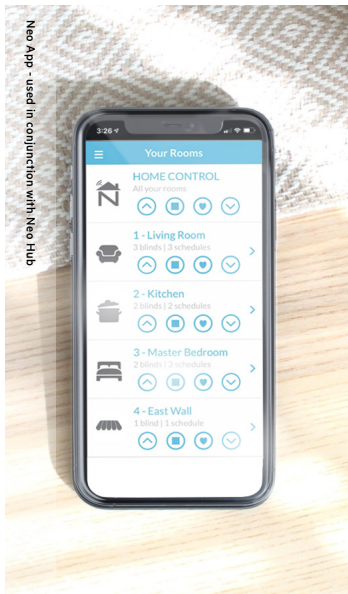 Neo App - used in conjunction with Neo Hub
3:26
Your Rooms
HOME CONTROL
All your rooms
N
1 - Living Room
3 blinds | 3 schedules
2 - Kitchen
2 blinds | 2 schedules
3 - Master Bedroom
2 blinds | 3 schedules
4 - East Wall
1 blind | 1 schedule